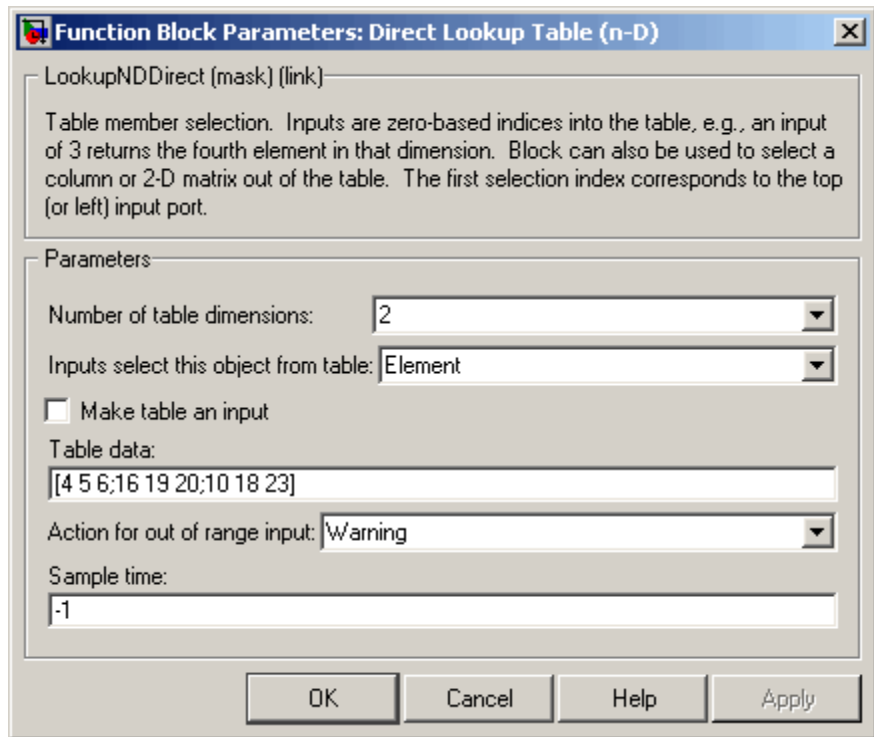 Function Block Parameters: Direct Lookup Table (n-D)
LookupNDDirect (mask) (link)
Table member selection.  Inputs are zero-based indices into the table, e.g., an input
of 3 returns the fourth element in that dimension.  Block can also be used to select a
column or 2-D matrix out of the table.  The first selection index corresponds to the top
(or left) input port.
Parameters
Number of table dimensions: 2
Inputs select this object from table: Element
Make table an input
Table data:
[4 5 6;16 19 20;10 18 23]
Action for out of range input: Warning
Sample time:
-1
OK Cancel Help Apply